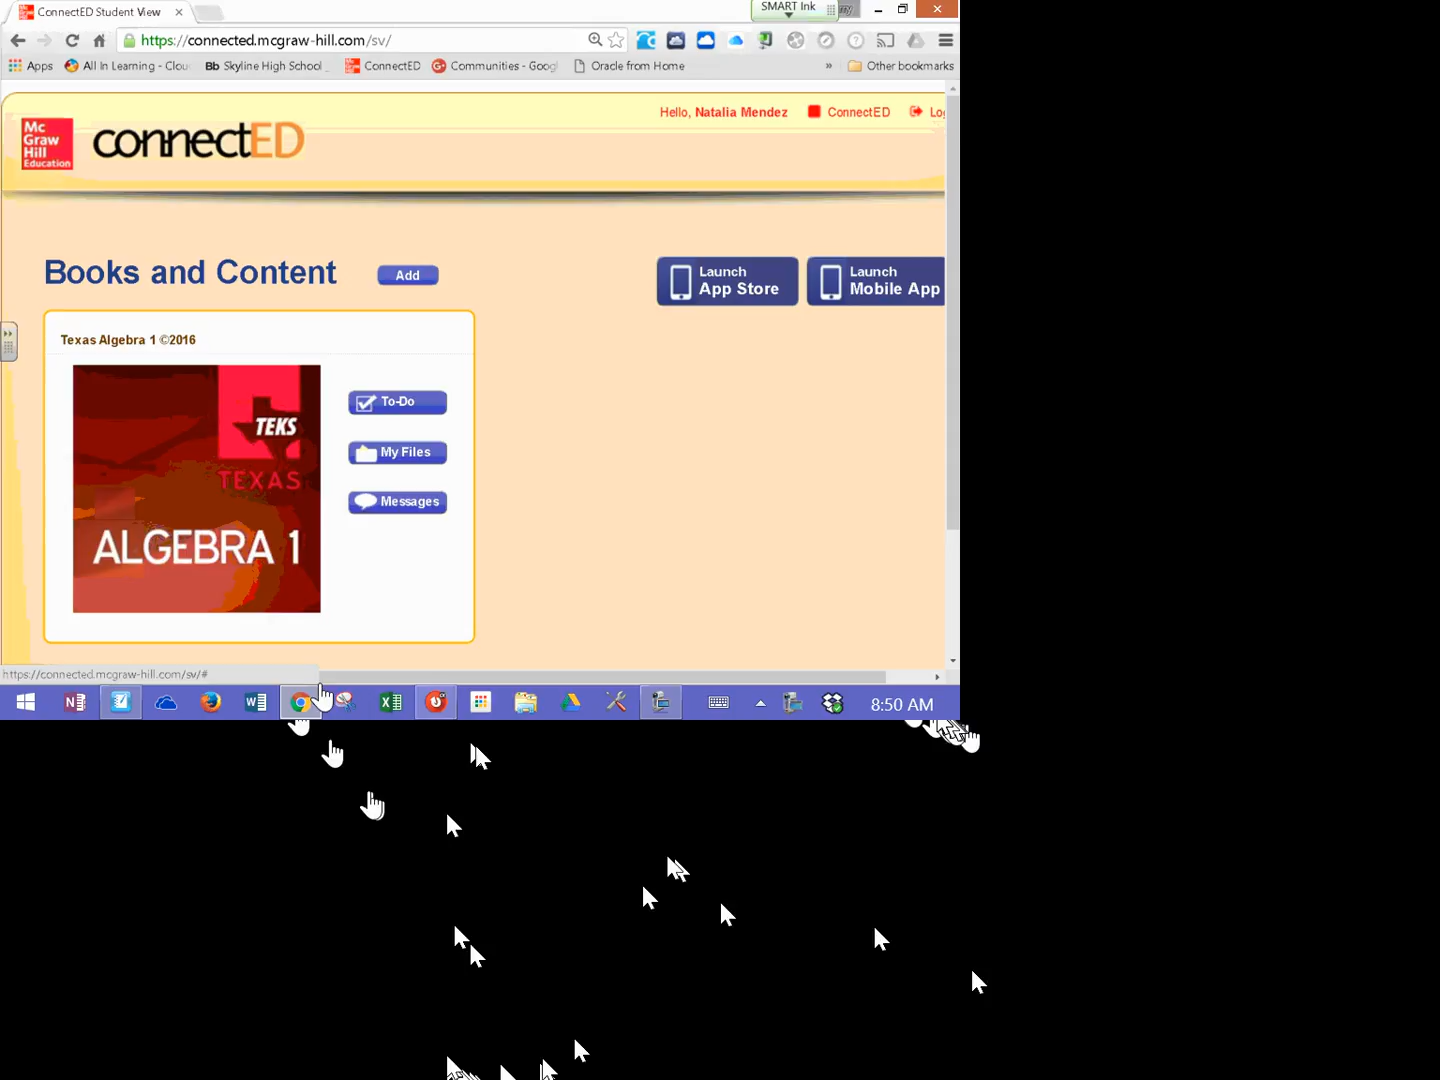 ConnectED Student View
SMART Ink
https://connected.mcgraw-hill.com/sv/
Apps
All In Learning - Clou
Bb Skyline High School
ConnectED
Communities - Goog
Oracle from Home
»
Other bookmarks
Hello, Natalia Mendez
ConnectED
Log
Mc
Graw
Hill
Education
connectED
Books and Content
Add
Launch
App Store
Launch
Mobile App
Texas Algebra 1 ©2016
TEKS
TEXAS
ALGEBRA 1
To-Do
My Files
Messages
https://connected.mcgraw-hill.com/sv/#
8:50 AM